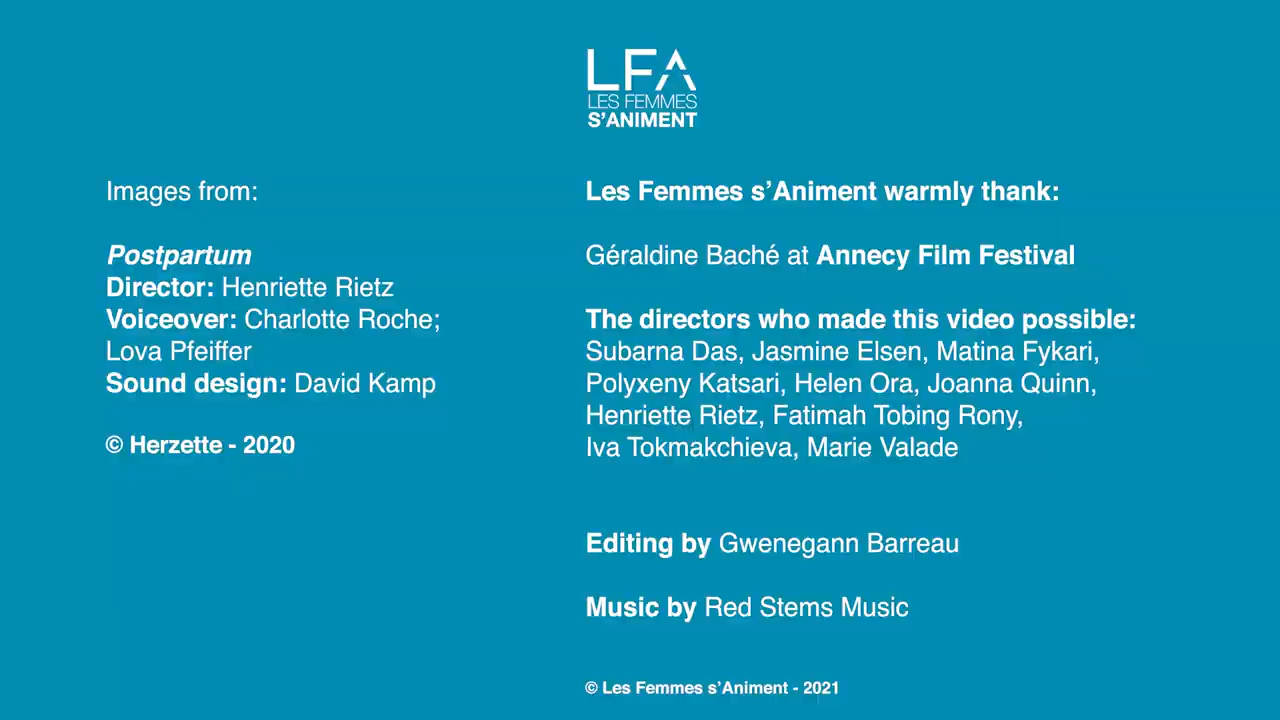 LFA
LES FEMMES
S'ANIMENT
Images from:
Postpartum
Director: Henriette Rietz
Voiceover: Charlotte Roche;
Lova Pfeiffer
Sound design: David Kamp
© Herzette - 2020
Les Femmes s’Animent warmly thank:
Géraldine Baché at Annecy Film Festival
The directors who made this video possible:
Subarna Das, Jasmine Elsen, Matina Fykari,
Polyxeny Katsari, Helen Ora, Joanna Quinn,
Henriette Rietz, Fatimah Tobing Rony,
Iva Tokmakchieva, Marie Valade
Editing by Gwenegann Barreau
Music by Red Stems Music
© Les Femmes s’Animent - 2021